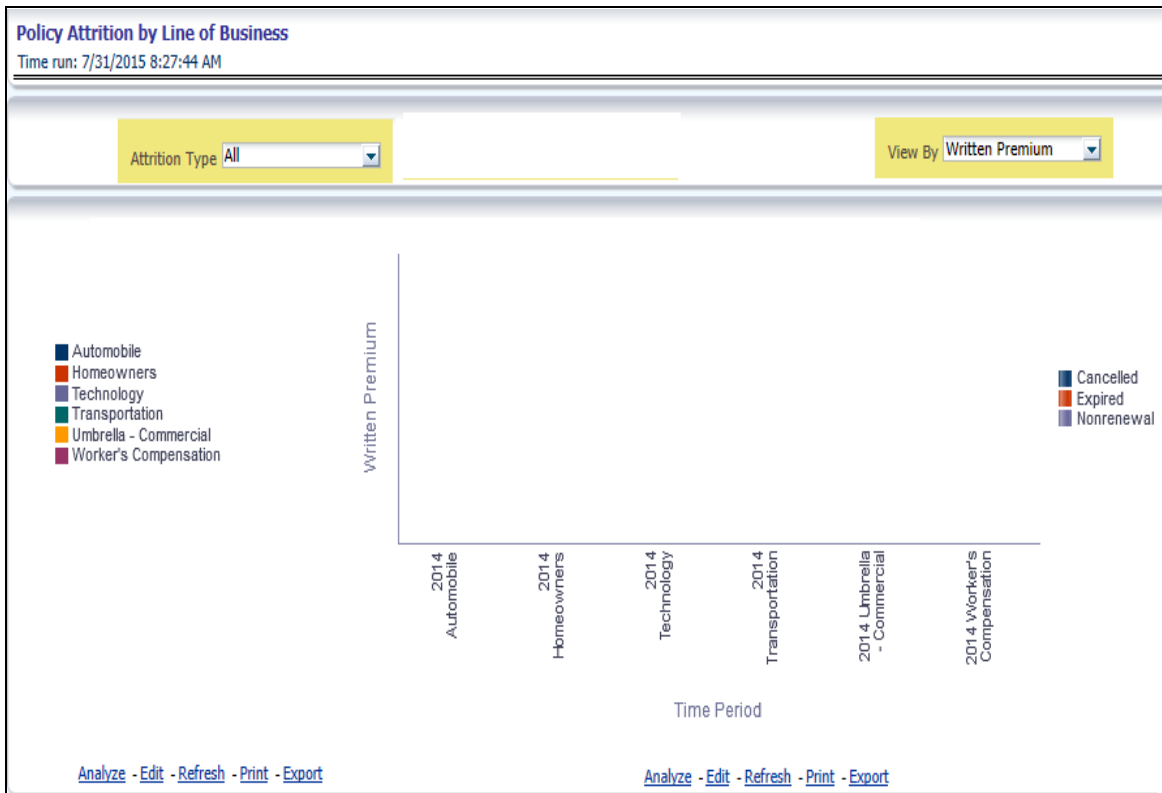 Policy Attrition by Line of Business
Time run: 7/31/2015 8:27:44 AM
Attrition Type All
View By Written Premium
Automobile
Homeowners
Technology
Transportation
Umbrella - Commercial
Worker's Compensation
Written Premium
2014
Automobile
2014
Homeowners
2014
Technology
2014
Transportation
2014 Umbrella
- Commercial
2014 Worker's
Compensation
Time Period
Cancelled
Expired
Nonrenewal
Analyze - Edit - Refresh - Print - Export
Analyze - Edit - Refresh - Print - Export